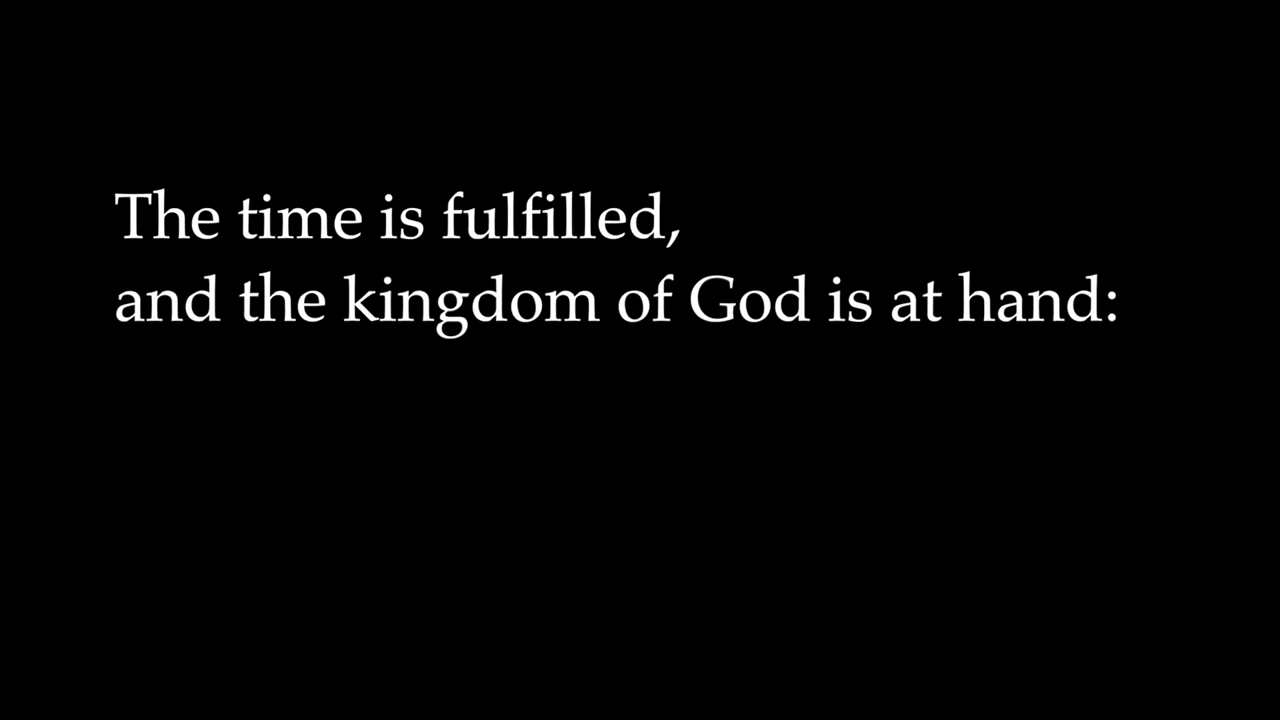 The time is fulfilled,
and the kingdom of God is at hand: